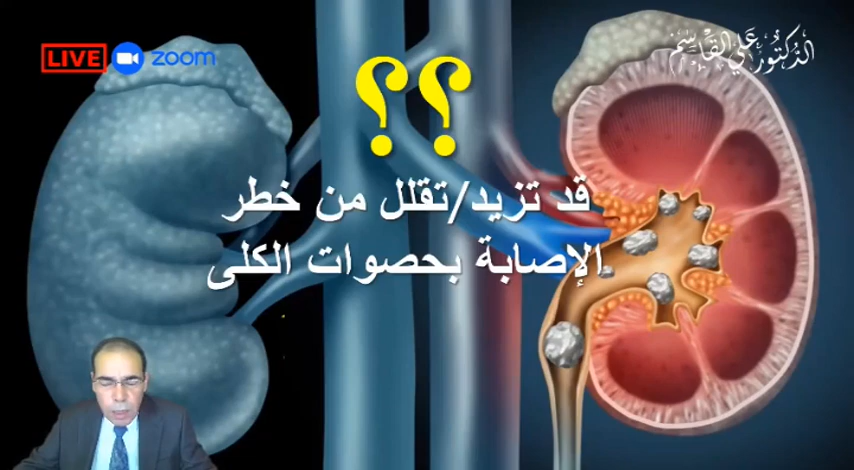 LIVE zoom
الدكتور علي القاسم
؟؟
قد تزيد/تقلل من خطر
الإصابة بحصوات الكلى